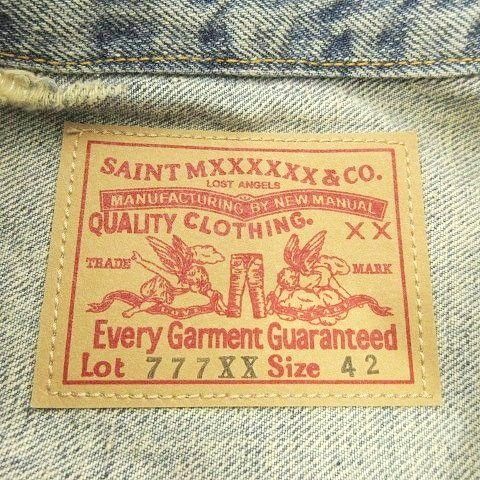 SAINT MXXXXXX & CO.
LOST ANGELS
MANUFACTURING BY NEW MANUAL
QUALITY CLOTHING.
XX
TRADE MARK
Every Garment Guaranteed
Lot 777XX Size 42